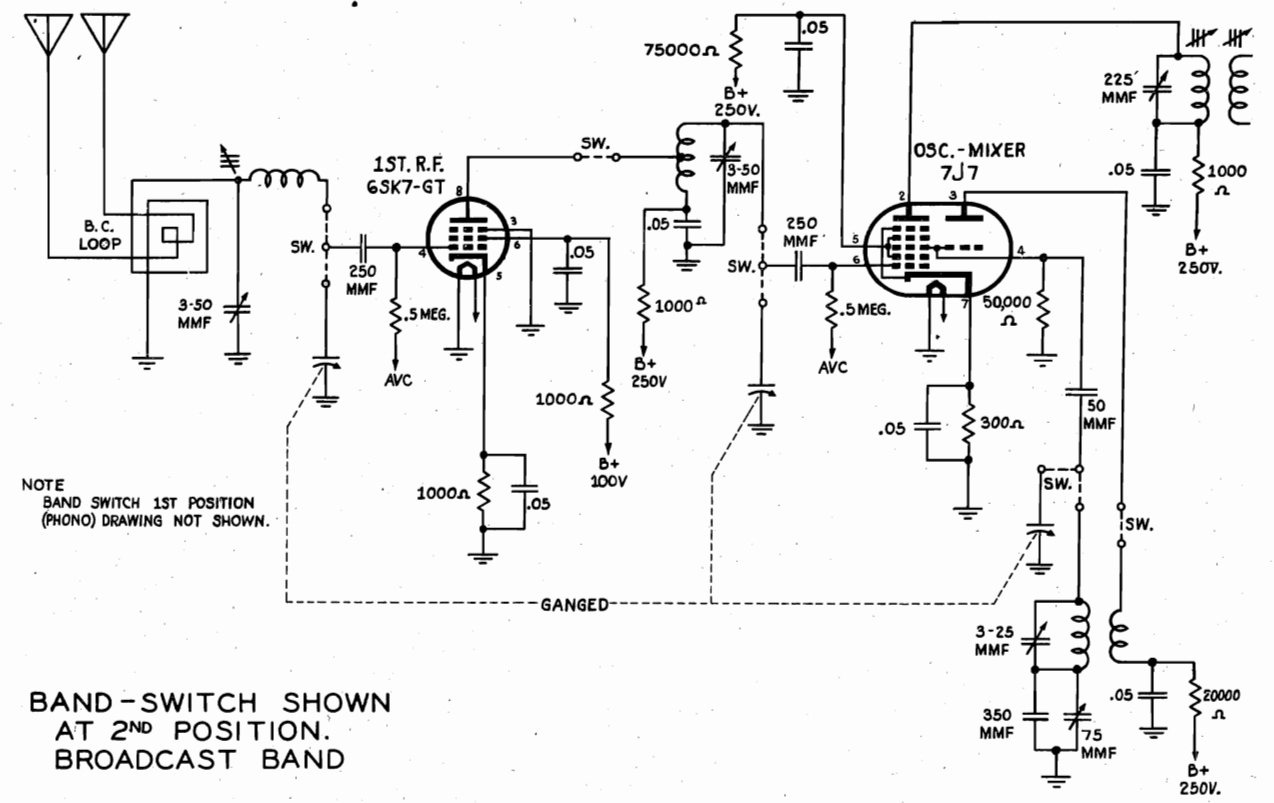 .05
75000Ω
B+
250V.
225
MMF
SW.
1ST. R.F.
6SK7-GT
OSC.-MIXER
7J7
3-50
MMF
.05
1000
Ω
8
2
3
B.C.
LOOP
3
6
4
5
SW.
250
MMF
.05
.05
250
MMF
5
6
4
7
SW.
B+
250V.
3-50
MMF
.5 MEG.
1000Ω
.5 MEG.
50,000
Ω
AVC
B+
250V
AVC
1000Ω
50
MMF
.05
300Ω
B+
100V
SW.
NOTE
BAND SWITCH 1ST POSITION
(PHONO) DRAWING NOT SHOWN.
1000Ω
.05
SW.
GANGED
3-25
MMF
BAND-SWITCH SHOWN
AT 2ND POSITION.
BROADCAST BAND
350
MMF
75
MMF
.05
20000
Ω
B+
250V.